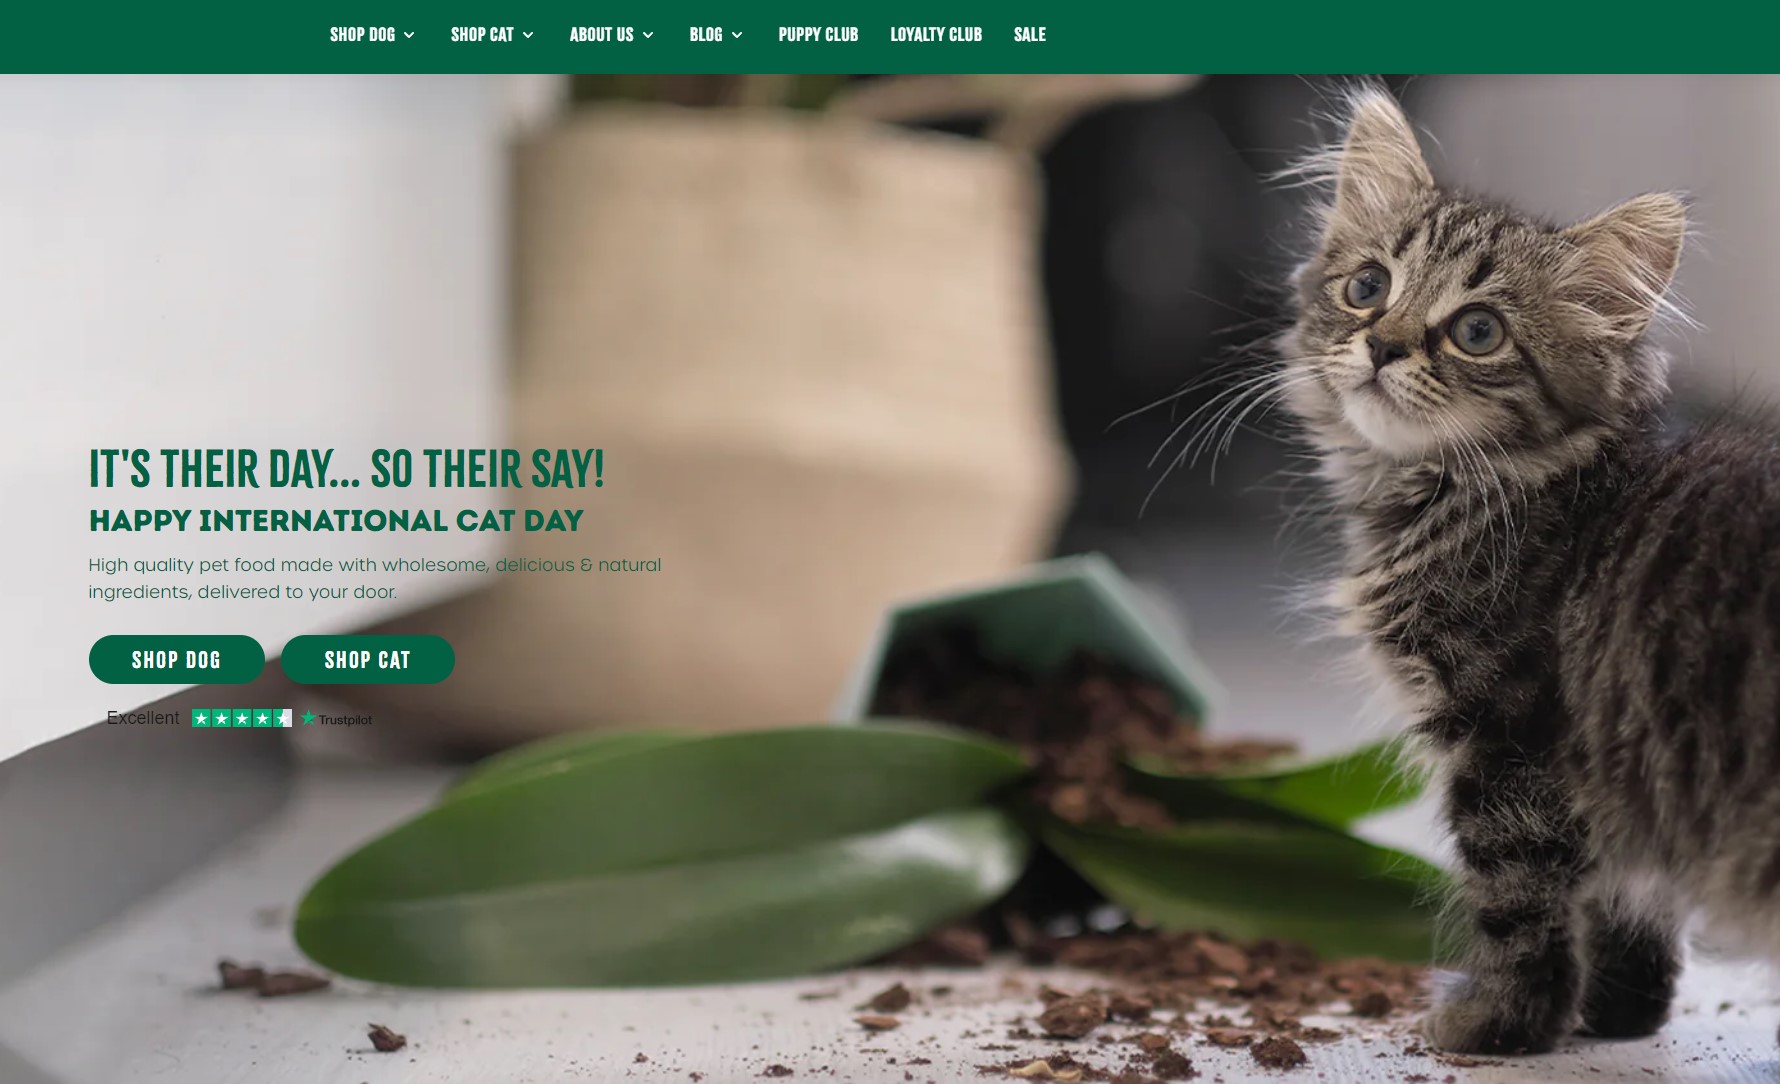 SHOP DOG SHOP CAT ABOUT US BLOG PUPPY CLUB LOYALTY CLUB SALE
IT'S THEIR DAY... SO THEIR SAY!
HAPPY INTERNATIONAL CAT DAY
High quality pet food made with wholesome, delicious & natural
ingredients, delivered to your door.
SHOP DOG SHOP CAT
Excellent Trustpilot